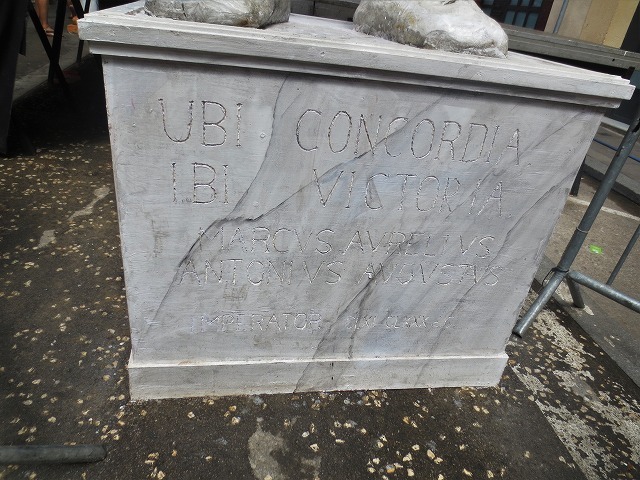 UBI CONCORDIA
IBI VICTORIA
MARCVS AVRELIVS
ANTONIVS AVGVSTVS
IMPERATOR